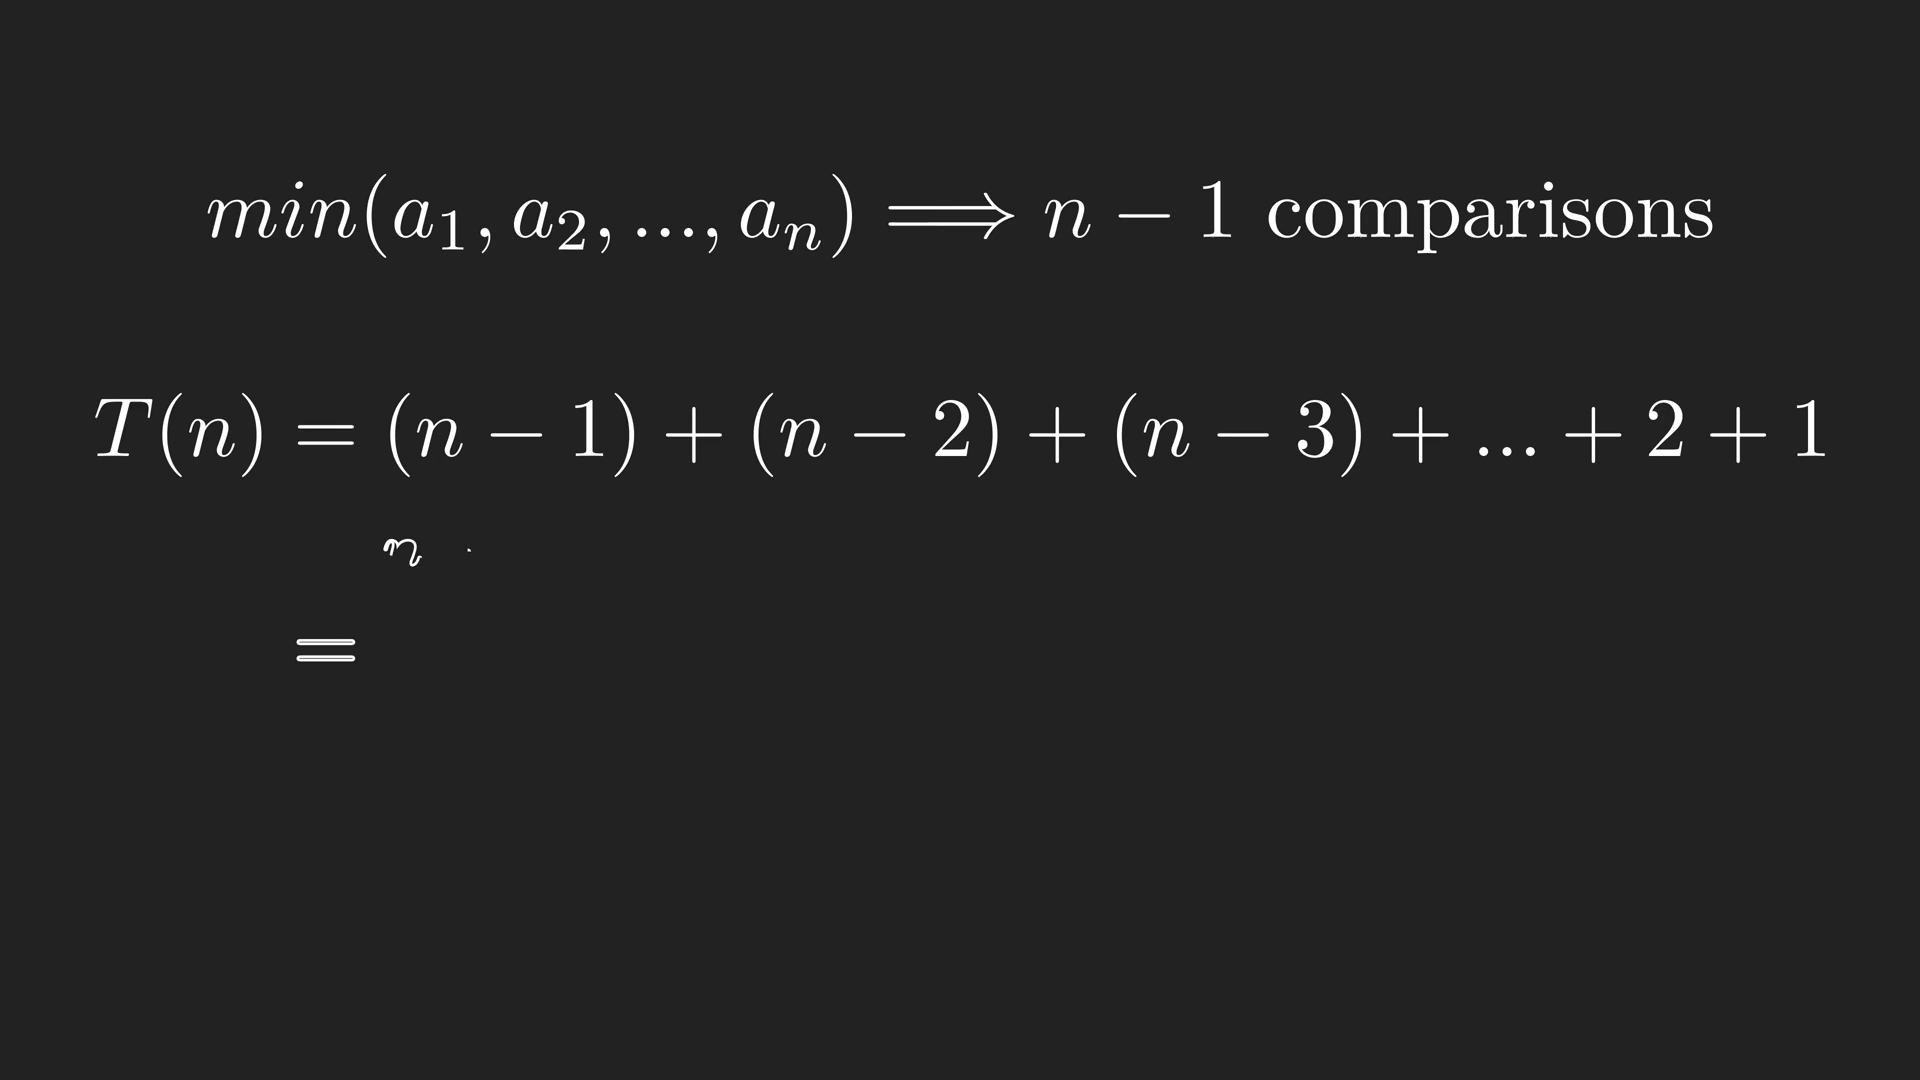 min(a₁, a₂, ..., aₙ) ⟹ n − 1 comparisons
T(n) = (n − 1) + (n − 2) + (n − 3) + ... + 2 + 1
n
=